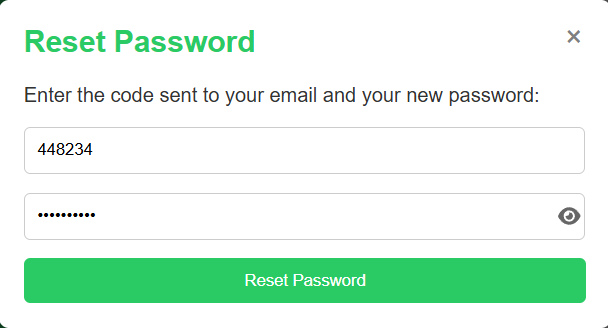 Reset Password
×
Enter the code sent to your email and your new password:
448234
••••••••••
Reset Password